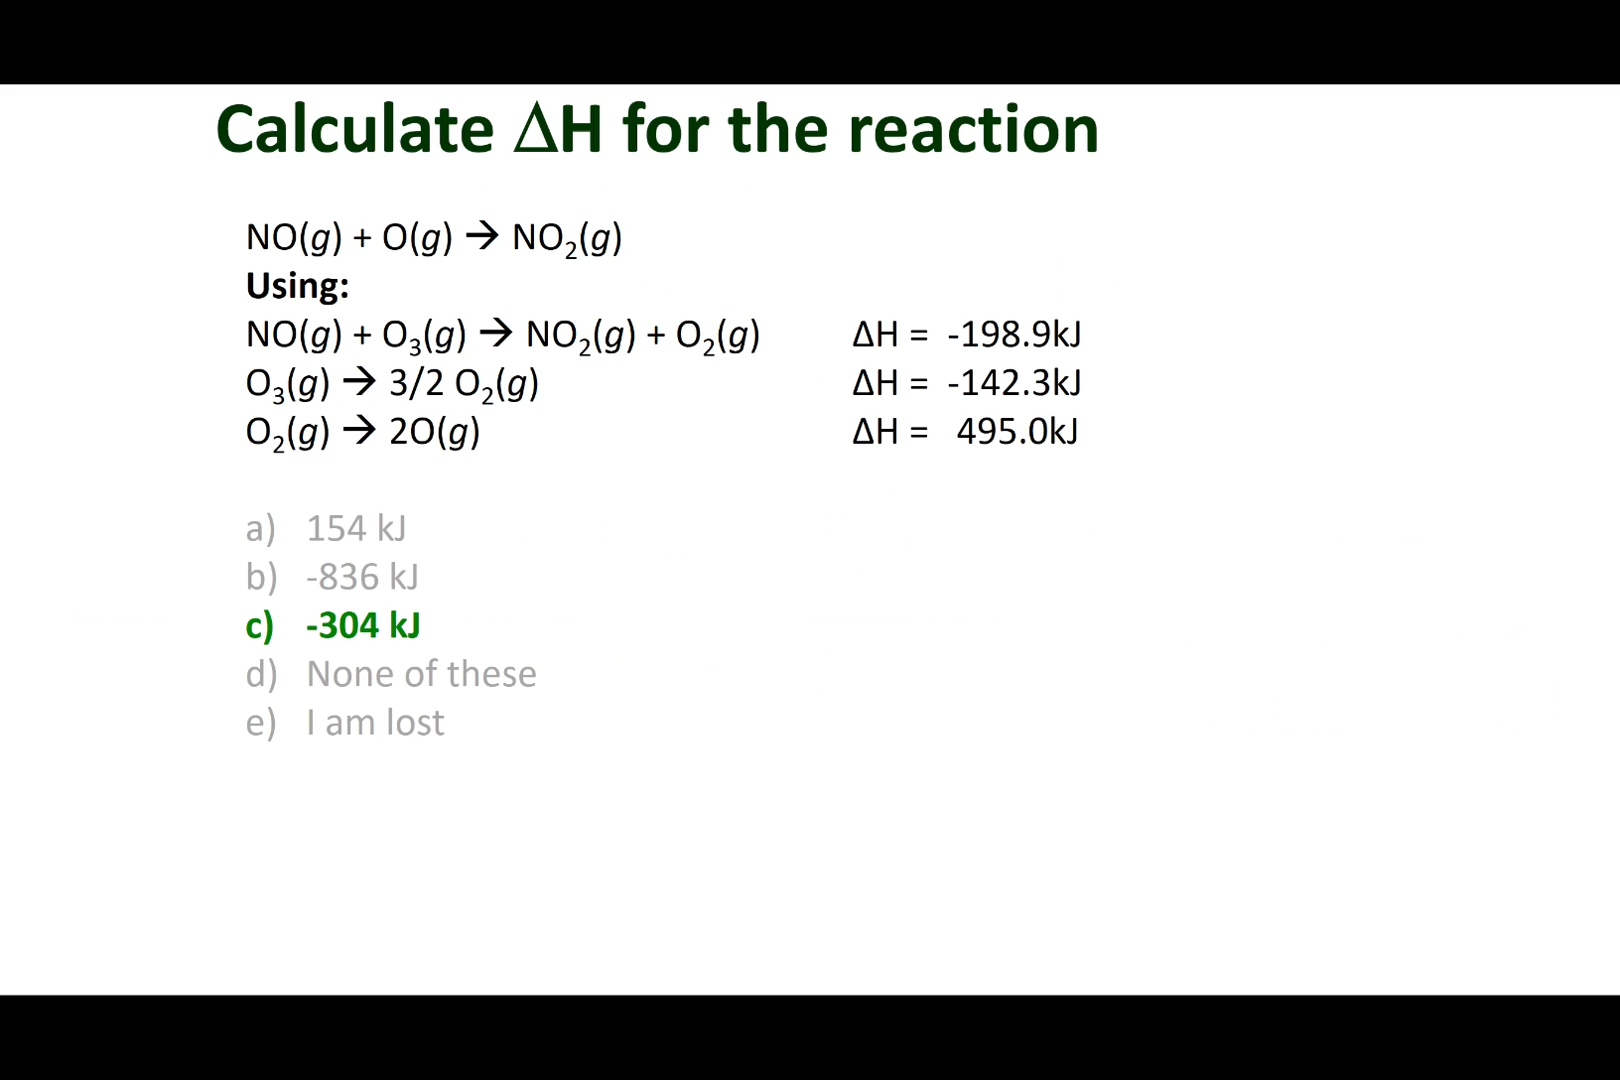 Calculate ΔH for the reaction
NO(g) + O(g) → NO₂(g)
Using:
NO(g) + O₃(g) → NO₂(g) + O₂(g) ΔH = -198.9kJ
O₃(g) → 3/2 O₂(g) ΔH = -142.3kJ
O₂(g) → 2O(g) ΔH = 495.0kJ
a) 154 kJ
b) -836 kJ
c) -304 kJ
d) None of these
e) I am lost